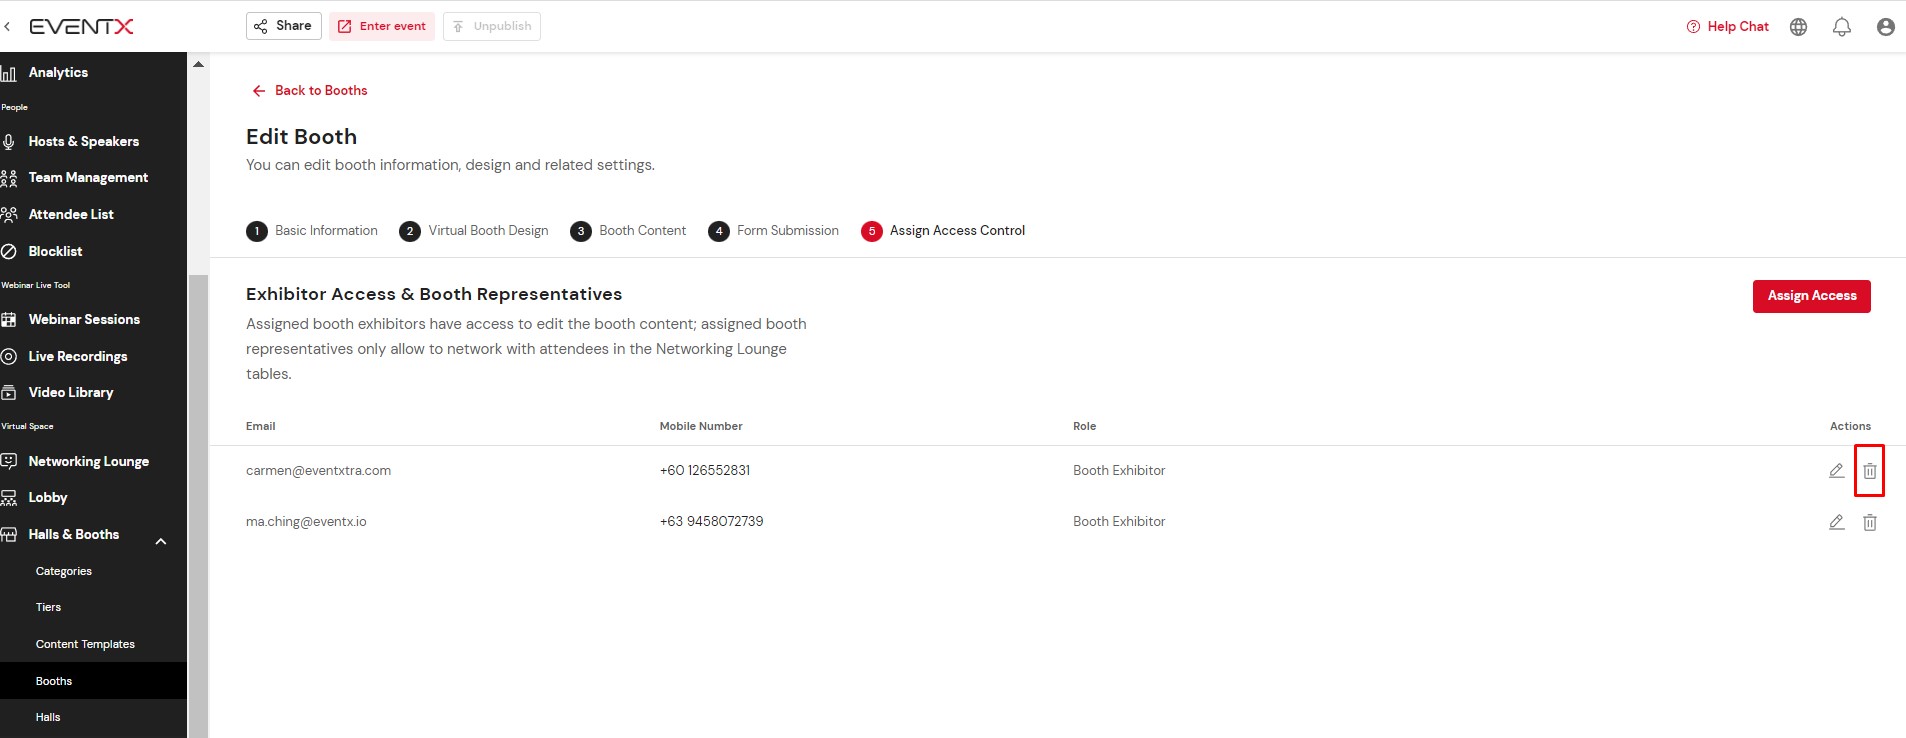 EVENTX
Share
Enter event
Unpublish
Help Chat
Analytics
People
Hosts & Speakers
Team Management
Attendee List
Blocklist
Webinar Live Tool
Webinar Sessions
Live Recordings
Video Library
Virtual Space
Networking Lounge
Lobby
Halls & Booths
Categories
Tiers
Content Templates
Booths
Halls
Back to Booths
Edit Booth
You can edit booth information, design and related settings.
1 Basic Information 2 Virtual Booth Design 3 Booth Content 4 Form Submission 5 Assign Access Control
Exhibitor Access & Booth Representatives
Assign Access
Assigned booth exhibitors have access to edit the booth content; assigned booth
representatives only allow to network with attendees in the Networking Lounge
tables.
Email Mobile Number Role Actions
carmen@eventxtra.com +60 126552831 Booth Exhibitor
ma.ching@eventx.io +63 9458072739 Booth Exhibitor